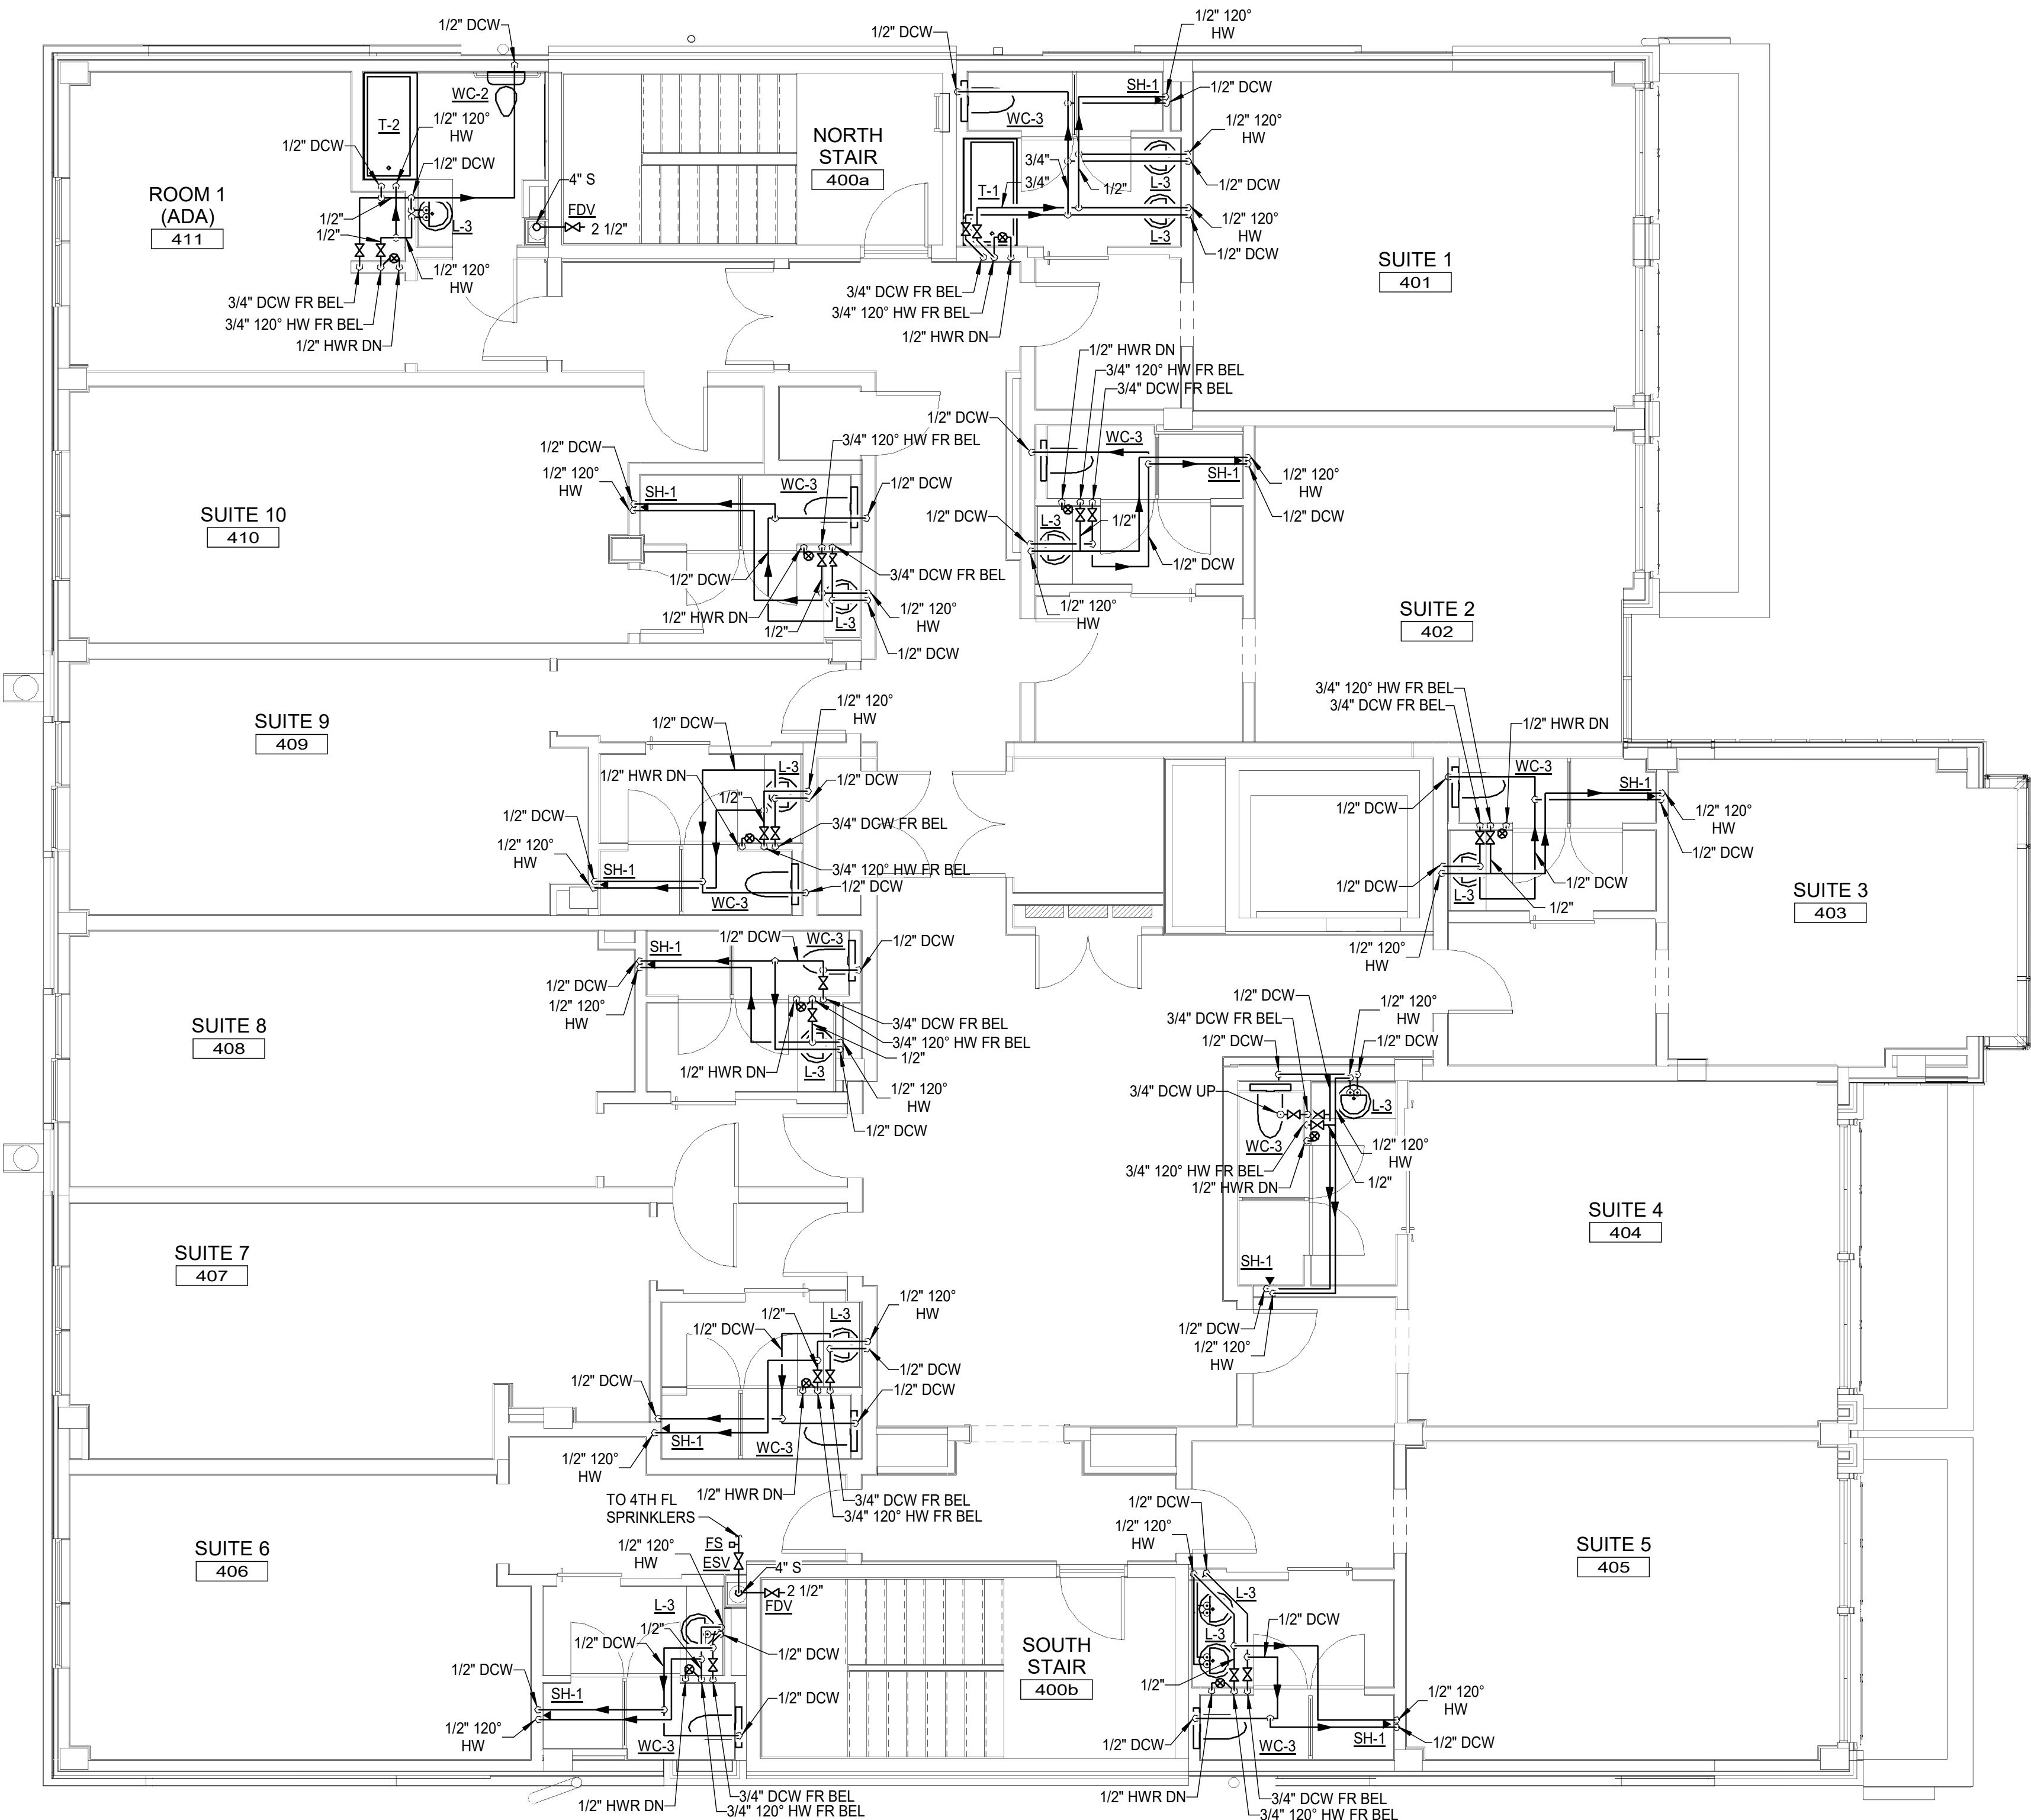 1/2" DCW
WC-2
T-2
1/2" 120°
HW
1/2" DCW
1/2" DCW
ROOM 1
(ADA)
411
1/2"
1/2"
L-3
1/2" 120°
HW
3/4" DCW FR BEL
3/4" 120° HW FR BEL
1/2" HWR DN
4" S
FDV
2 1/2"
NORTH
STAIR
400a
1/2" DCW
1/2" 120°
HW
SH-1
1/2" DCW
WC-3
1/2" 120°
HW
3/4"
L-3
T-1
3/4"
1/2"
1/2" DCW
1/2" 120°
HW
L-3
1/2" DCW
3/4" DCW FR BEL
3/4" 120° HW FR BEL
1/2" HWR DN
SUITE 1
401
1/2" HWR DN
3/4" 120° HW FR BEL
3/4" DCW FR BEL
1/2" DCW
WC-3
SH-1
1/2" 120°
HW
1/2" DCW
1/2" DCW
L-3
1/2"
1/2" DCW
1/2" 120°
HW
SUITE 2
402
SUITE 10
410
1/2" DCW
1/2" 120°
HW
3/4" 120° HW FR BEL
SH-1
WC-3
1/2" DCW
1/2" DCW
3/4" DCW FR BEL
1/2" HWR DN
1/2"
L-3
1/2" 120°
HW
1/2" DCW
SUITE 9
409
1/2" DCW
1/2" 120°
HW
1/2" HWR DN
L-3
1/2" DCW
1/2"
1/2" DCW
3/4" DCW FR BEL
1/2" 120°
HW
SH-1
3/4" 120° HW FR BEL
1/2" DCW
WC-3
3/4" 120° HW FR BEL
3/4" DCW FR BEL
1/2" HWR DN
WC-3
SH-1
1/2" DCW
1/2" 120°
HW
1/2" DCW
1/2" DCW
L-3
1/2" DCW
1/2"
1/2" 120°
HW
SUITE 3
403
SUITE 8
408
SH-1
1/2" DCW
WC-3
1/2" DCW
1/2" DCW
1/2" 120°
HW
3/4" DCW FR BEL
3/4" 120° HW FR BEL
1/2"
1/2" HWR DN
L-3
1/2" 120°
HW
1/2" DCW
1/2" DCW
1/2" 120°
HW
3/4" DCW FR BEL
1/2" DCW
1/2" DCW
3/4" DCW UP
L-3
WC-3
1/2" 120°
HW
3/4" 120° HW FR BEL
1/2" HWR DN
1/2"
SH-1
1/2" DCW
1/2" 120°
HW
SUITE 4
404
SUITE 7
407
1/2" 120°
HW
1/2"
L-3
1/2" DCW
1/2" DCW
1/2" DCW
1/2" DCW
SH-1
WC-3
1/2" 120°
HW
1/2" HWR DN
3/4" DCW FR BEL
3/4" 120° HW FR BEL
TO 4TH FL
SPRINKLERS
FS
ESV
4" S
2 1/2"
FDV
SUITE 6
406
1/2" 120°
HW
L-3
1/2"
1/2" DCW
1/2" DCW
1/2" DCW
SH-1
1/2" DCW
1/2" 120°
HW
WC-3
1/2" HWR DN
3/4" DCW FR BEL
3/4" 120° HW FR BEL
SOUTH
STAIR
400b
1/2" DCW
1/2" 120°
HW
L-3
1/2" DCW
L-3
1/2"
1/2" 120°
HW
1/2" DCW
WC-3
SH-1
1/2" DCW
1/2" HWR DN
3/4" DCW FR BEL
3/4" 120° HW FR BEL
SUITE 5
405